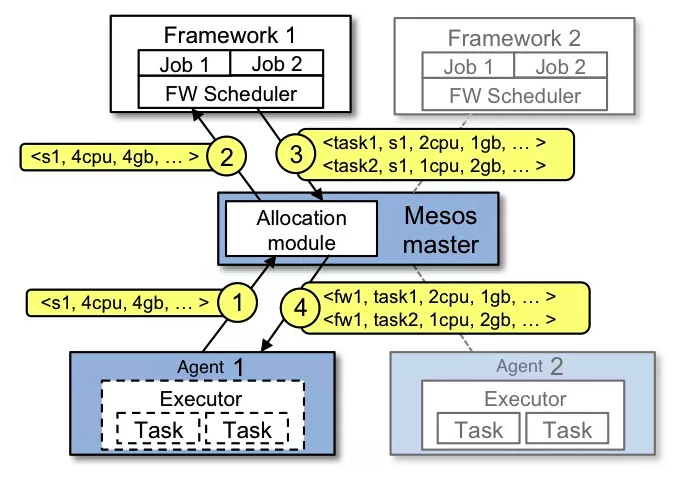 Framework 1
Job 1 Job 2
FW Scheduler
Framework 2
Job 1 Job 2
FW Scheduler
<s1, 4cpu, 4gb, … >
2
3
<task1, s1, 2cpu, 1gb, … >
<task2, s1, 1cpu, 2gb, … >
Allocation
module
Mesos
master
<s1, 4cpu, 4gb, … >
1
4
<fw1, task1, 2cpu, 1gb, … >
<fw1, task2, 1cpu, 2gb, … >
Agent 1
Executor
Task Task
Agent 2
Executor
Task Task